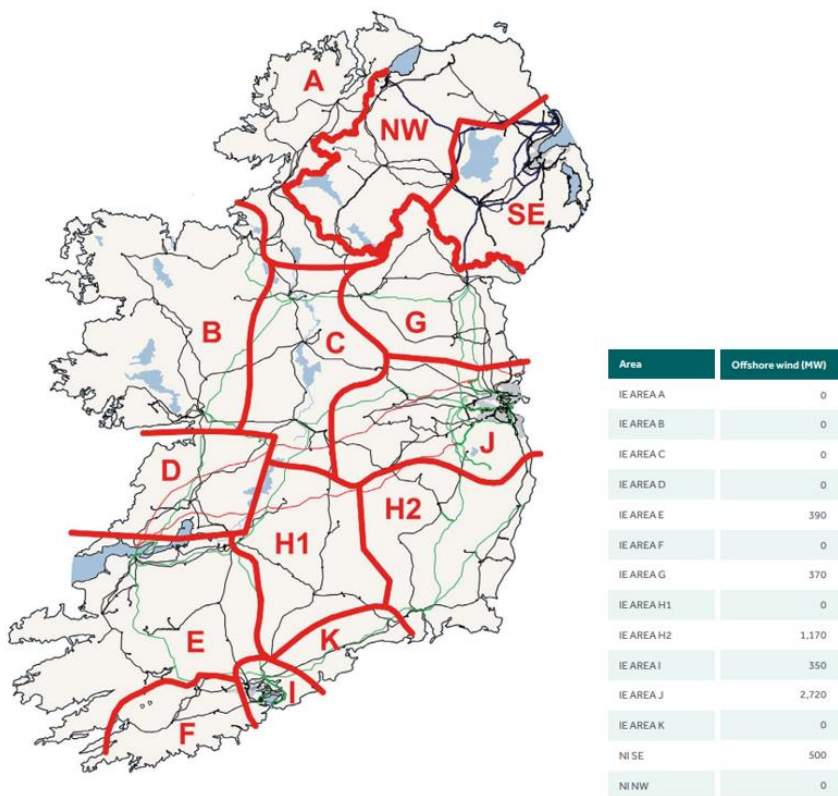 A
NW
SE
B
C
G
D
J
H1
H2
E
K
I
F
Area Offshore wind (MW)
IE AREA A 0
IE AREA B 0
IE AREA C 0
IE AREA D 0
IE AREA E 390
IE AREA F 0
IE AREA G 370
IE AREA H1 0
IE AREA H2 1,170
IE AREA I 350
IE AREA J 2,720
IE AREA K 0
NI SE 500
NI NW 0